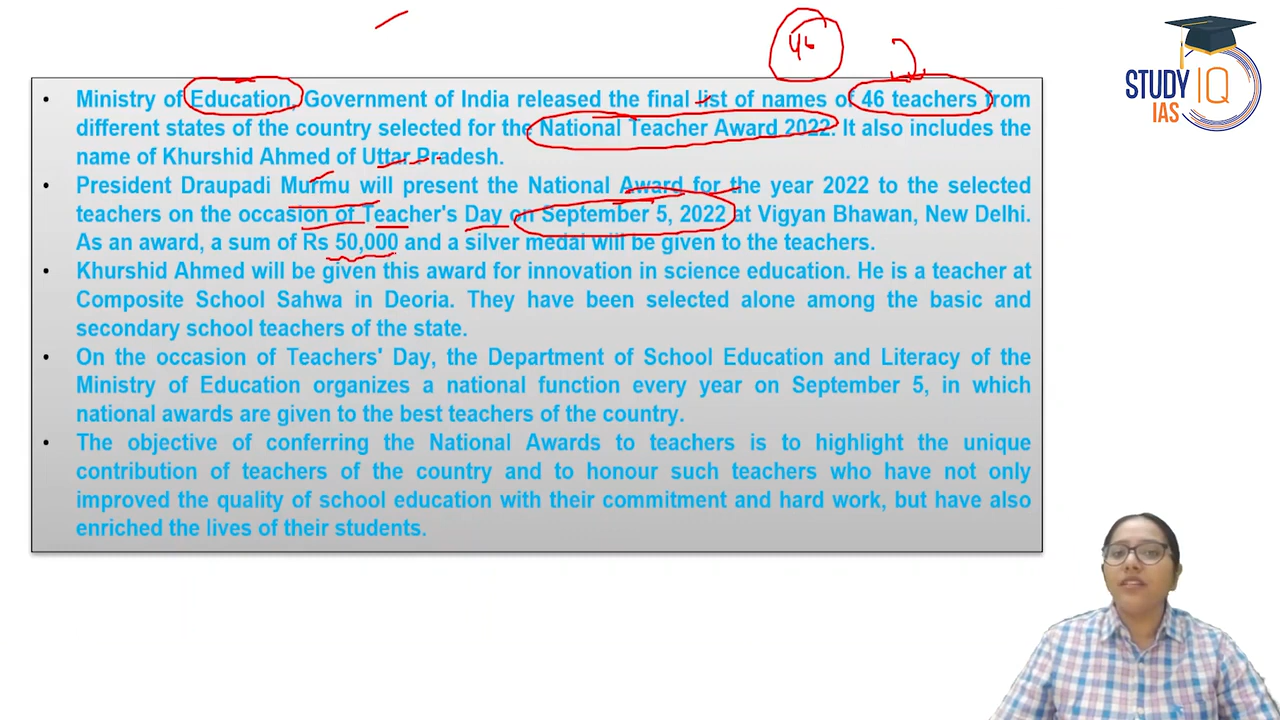 46
STUDY IQ
IAS
• Ministry of Education, Government of India released the final list of names of 46 teachers from
different states of the country selected for the National Teacher Award 2022. It also includes the
name of Khurshid Ahmed of Uttar Pradesh.
• President Draupadi Murmu will present the National Award for the year 2022 to the selected
teachers on the occasion of Teacher's Day on September 5, 2022 at Vigyan Bhawan, New Delhi.
As an award, a sum of Rs 50,000 and a silver medal will be given to the teachers.
• Khurshid Ahmed will be given this award for innovation in science education. He is a teacher at
Composite School Sahwa in Deoria. They have been selected alone among the basic and
secondary school teachers of the state.
• On the occasion of Teachers' Day, the Department of School Education and Literacy of the
Ministry of Education organizes a national function every year on September 5, in which
national awards are given to the best teachers of the country.
• The objective of conferring the National Awards to teachers is to highlight the unique
contribution of teachers of the country and to honour such teachers who have not only
improved the quality of school education with their commitment and hard work, but have also
enriched the lives of their students.